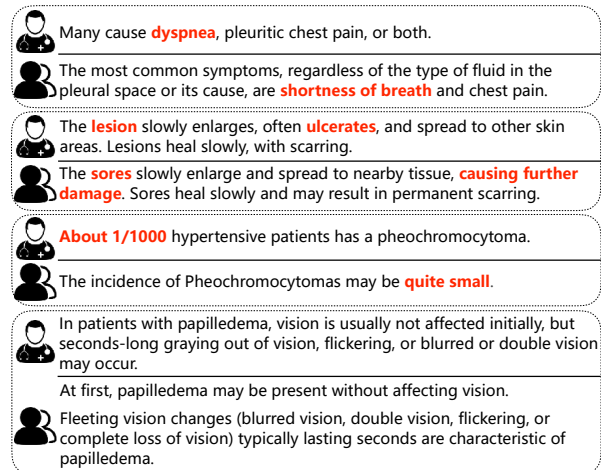 Many cause dyspnea, pleuritic chest pain, or both.
The most common symptoms, regardless of the type of fluid in the
pleural space or its cause, are shortness of breath and chest pain.
The lesion slowly enlarges, often ulcerates, and spread to other skin
areas. Lesions heal slowly, with scarring.
The sores slowly enlarge and spread to nearby tissue, causing further
damage. Sores heal slowly and may result in permanent scarring.
About 1/1000 hypertensive patients has a pheochromocytoma.
The incidence of Pheochromocytomas may be quite small.
In patients with papilledema, vision is usually not affected initially, but
seconds-long graying out of vision, flickering, or blurred or double vision
may occur.
At first, papilledema may be present without affecting vision.
Fleeting vision changes (blurred vision, double vision, flickering, or
complete loss of vision) typically lasting seconds are characteristic of
papilledema.